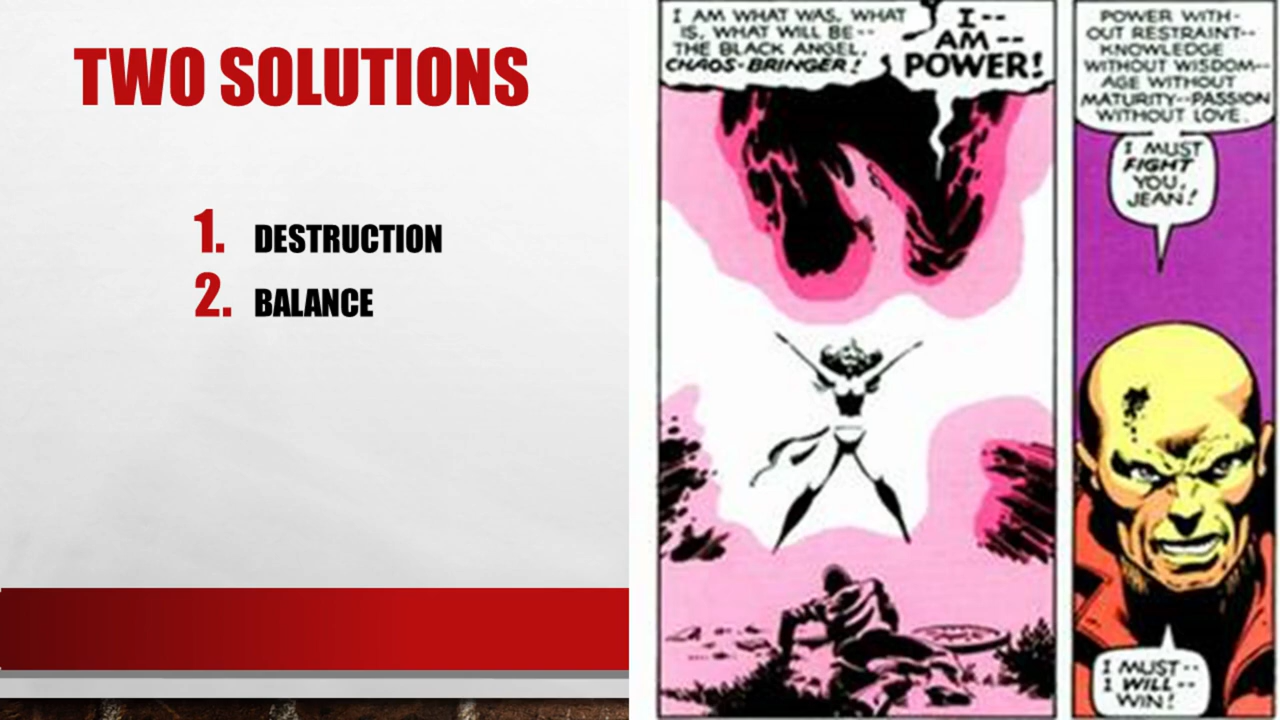 TWO SOLUTIONS
1. DESTRUCTION
2. BALANCE
I AM WHAT WAS, WHAT
IS, WHAT WILL BE--
THE BLACK ANGEL,
CHAOS-BRINGER!
I--
AM--
POWER!
POWER WITH-
OUT RESTRAINT--
KNOWLEDGE
WITHOUT WISDOM--
AGE WITHOUT
MATURITY--PASSION
WITHOUT LOVE.
I MUST
FIGHT
YOU,
JEAN!
I MUST--
I WILL--
WIN!